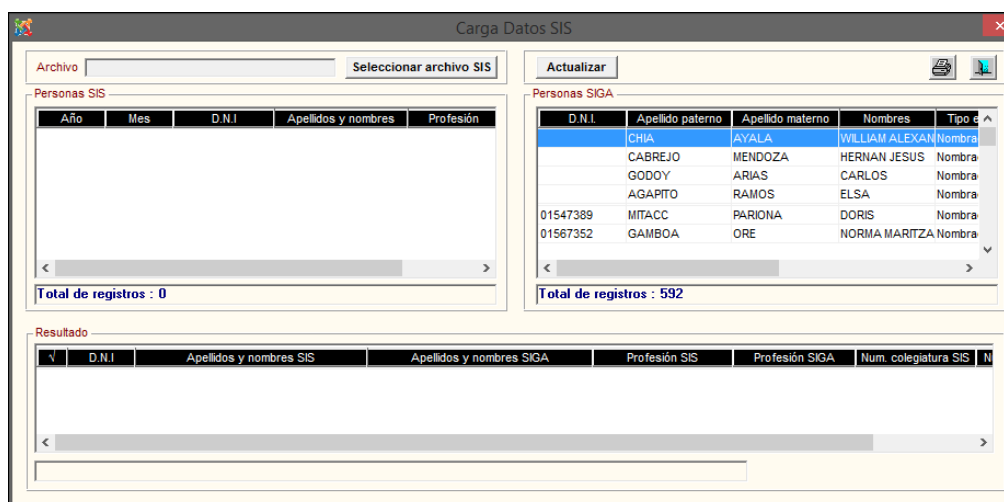 Carga Datos SIS
Archivo Seleccionar archivo SIS Actualizar
Personas SIS
Año Mes D.N.I Apellidos y nombres Profesión
Total de registros : 0
Personas SIGA
D.N.I. Apellido paterno Apellido materno Nombres Tipo e
CHIA AYALA WILLIAM ALEXAN Nombra
CABREJO MENDOZA HERNAN JESUS Nombra
GODOY ARIAS CARLOS Nombra
AGAPITO RAMOS ELSA Nombra
01547389 MITACC PARIONA DORIS Nombra
01567352 GAMBOA ORE NORMA MARITZA Nombra
Total de registros : 592
Resultado
√ D.N.I Apellidos y nombres SIS Apellidos y nombres SIGA Profesión SIS Profesión SIGA Num. colegiatura SIS N